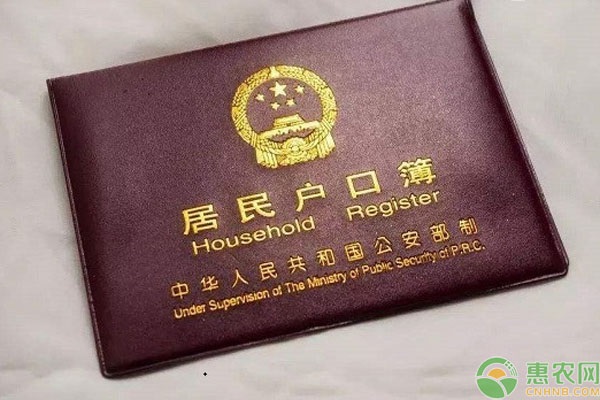 居民户口簿
Household Register
中华人民共和国公安部制
Under Supervision of The Ministry of Public Security of P.R.C.
惠农网
CNHNB.COM